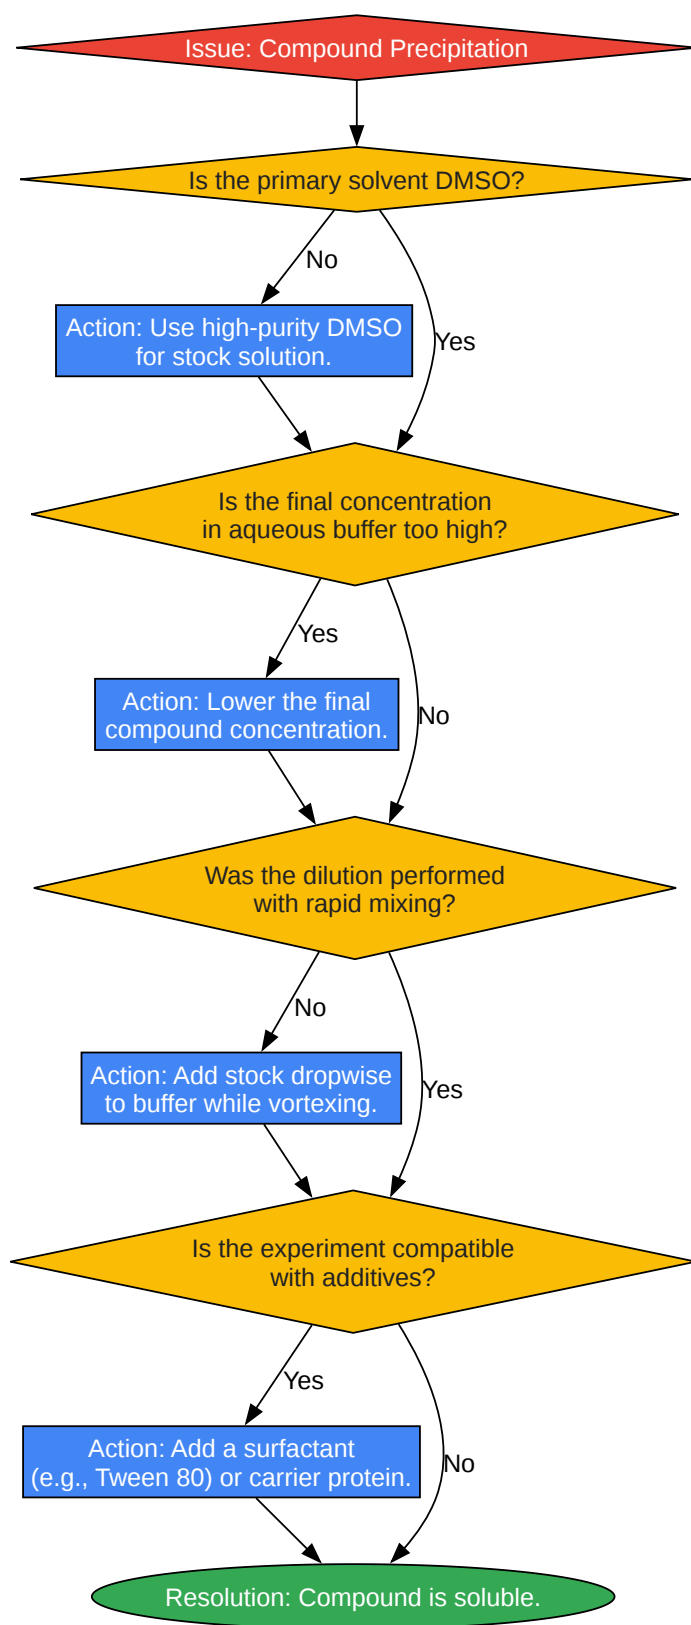 Issue: Compound Precipitation
Is the primary solvent DMSO?
No
Action: Use high-purity DMSO
for stock solution.
Yes
Is the final concentration
in aqueous buffer too high?
Yes
Action: Lower the final
compound concentration.
No
Was the dilution performed
with rapid mixing?
No
Action: Add stock dropwise
to buffer while vortexing.
Yes
Is the experiment compatible
with additives?
Yes
Action: Add a surfactant
(e.g., Tween 80) or carrier protein.
No
Resolution: Compound is soluble.